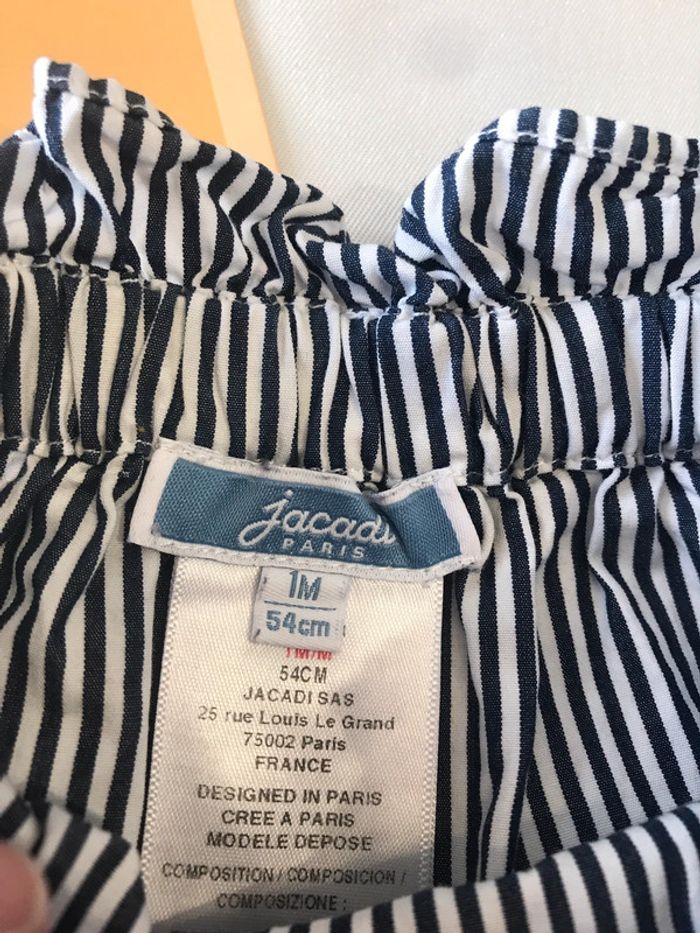 jacadi
PARIS
1M
54cm
1M/M
54CM
JACADI SAS
25 rue Louis Le Grand
75002 Paris
FRANCE
DESIGNED IN PARIS
CREE A PARIS
MODELE DEPOSE
COMPOSITION / COMPOSICION /
COMPOSIZIONE :